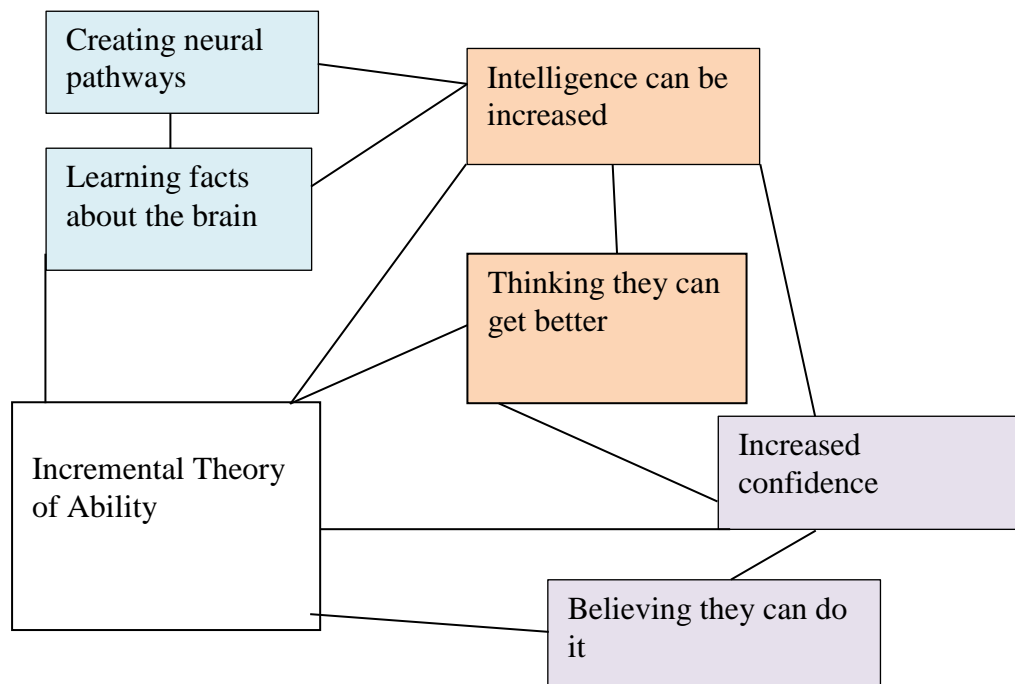 Creating neural
pathways
Intelligence can be
increased
Learning facts
about the brain
Thinking they can
get better
Increased
confidence
Incremental Theory
of Ability
Believing they can do
it